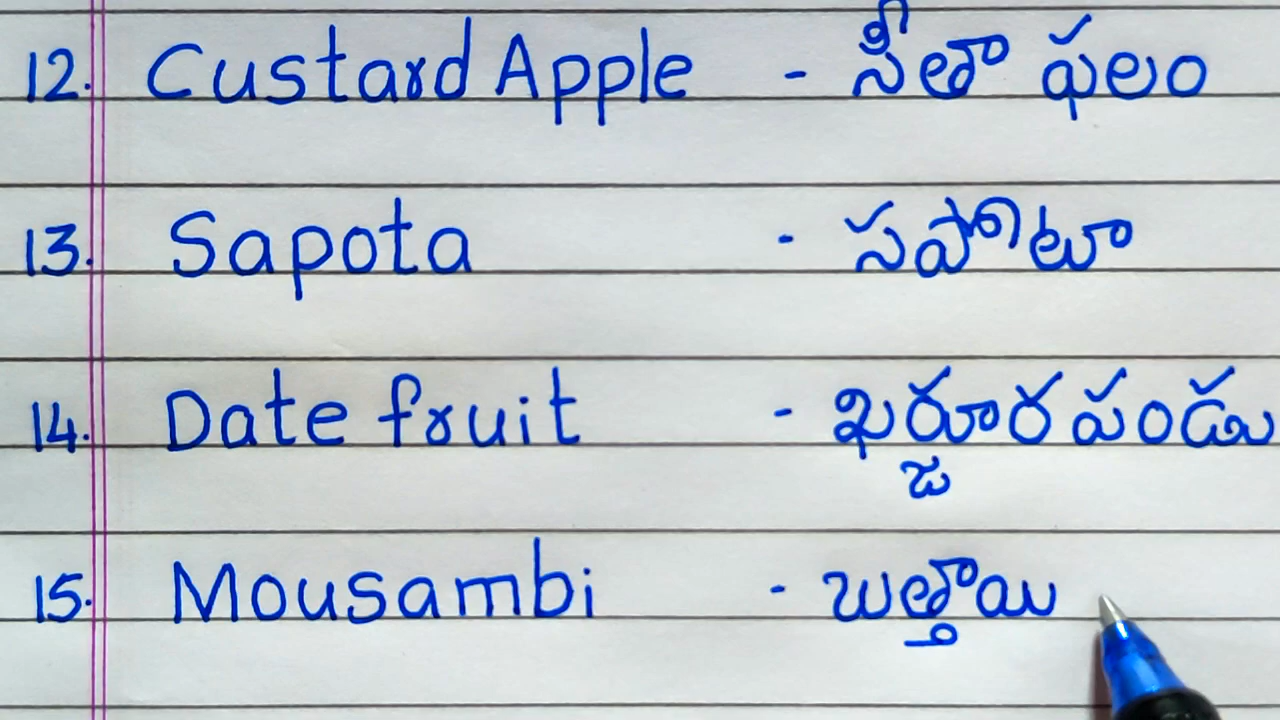 12. Custard Apple - సీతా ఫలం
13. Sapota - సపోటా
14. Date fruit - ఖర్జూర పండు
15. Mousambi - బత్తాయి